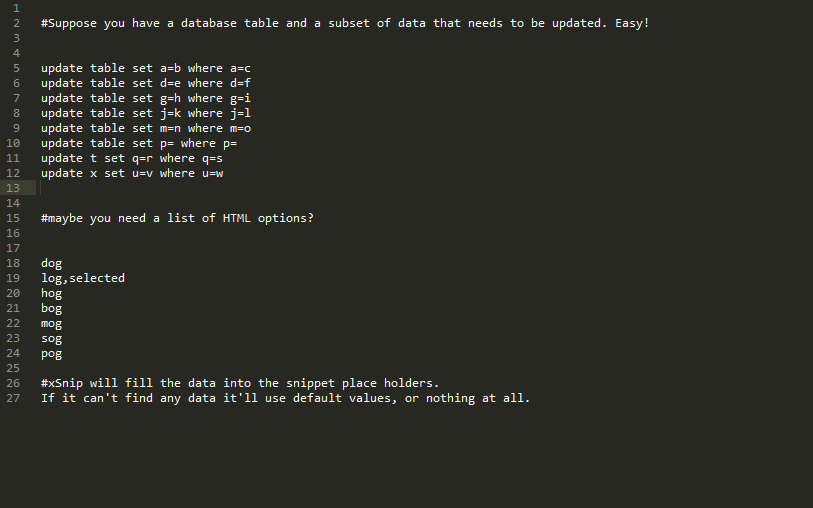 1
2 #Suppose you have a database table and a subset of data that needs to be updated. Easy!
3
4
5 update table set a=b where a=c
6 update table set d=e where d=f
7 update table set g=h where g=i
8 update table set j=k where j=l
9 update table set m=n where m=o
10 update table set p= where p=
11 update t set q=r where q=s
12 update x set u=v where u=w
13
14
15 #maybe you need a list of HTML options?
16
17
18 dog
19 log,selected
20 hog
21 bog
22 mog
23 sog
24 pog
25
26 #xSnip will fill the data into the snippet place holders.
27 If it can't find any data it'll use default values, or nothing at all.